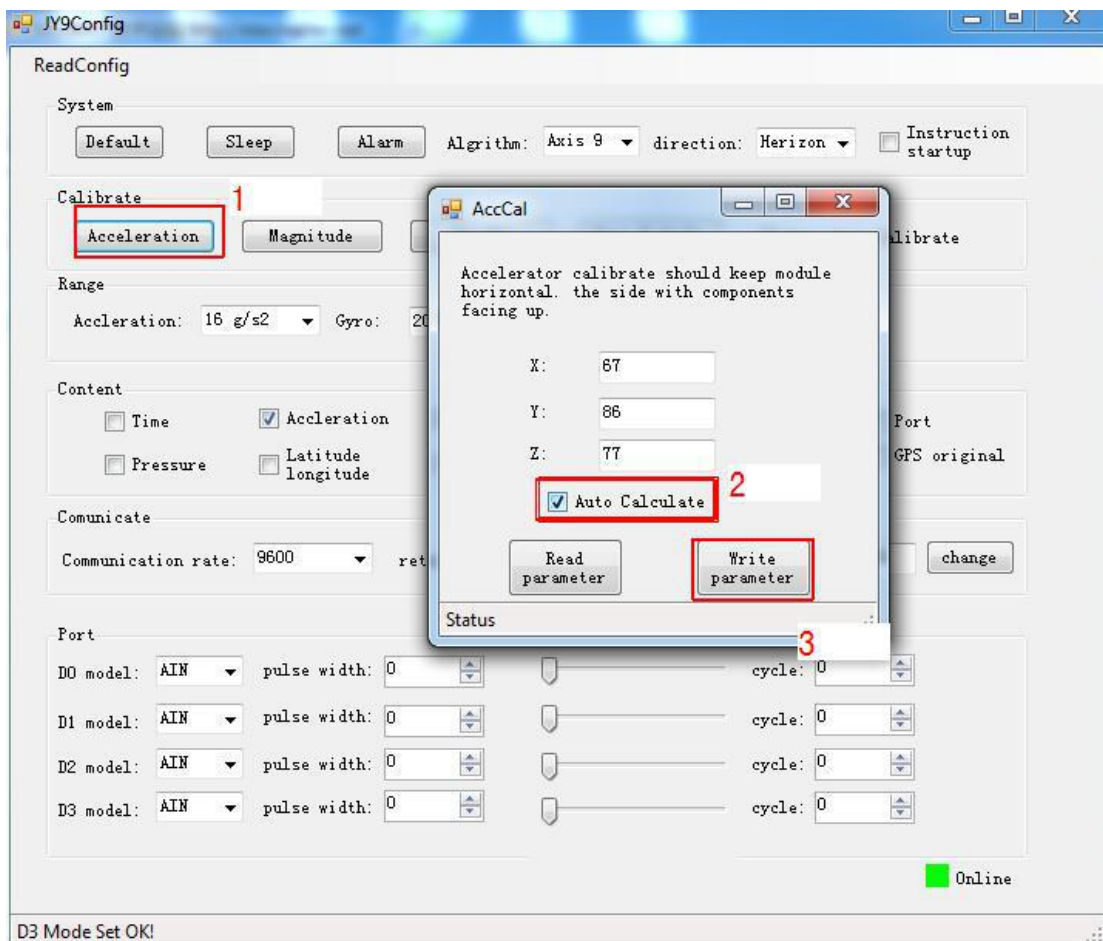 JY9Config
ReadConfig
System
Default
Sleep
Alarm
Algrithm:
Axis 9
direction:
Herizon
Instruction
startup
Calibrate
1
Acceleration
Magnitude
Range
Accleration:
16 g/s2
Gyro:
20
Content
Time
Accleration
Port
Pressure
Latitude
longitude
GPS original
Comunicate
Communication rate:
9600
change
AccCal
Accelerator calibrate should keep module
horizontal. the side with components
facing up.
X:
67
Y:
86
Z:
77
2
Auto Calculate
Read
parameter
Write
parameter
Status
3
Port
D0 model:
AIN
pulse width:
0
cycle:
0
D1 model:
AIN
pulse width:
0
cycle:
0
D2 model:
AIN
pulse width:
0
cycle:
0
D3 model:
AIN
pulse width:
0
cycle:
0
Online
D3 Mode Set OK!